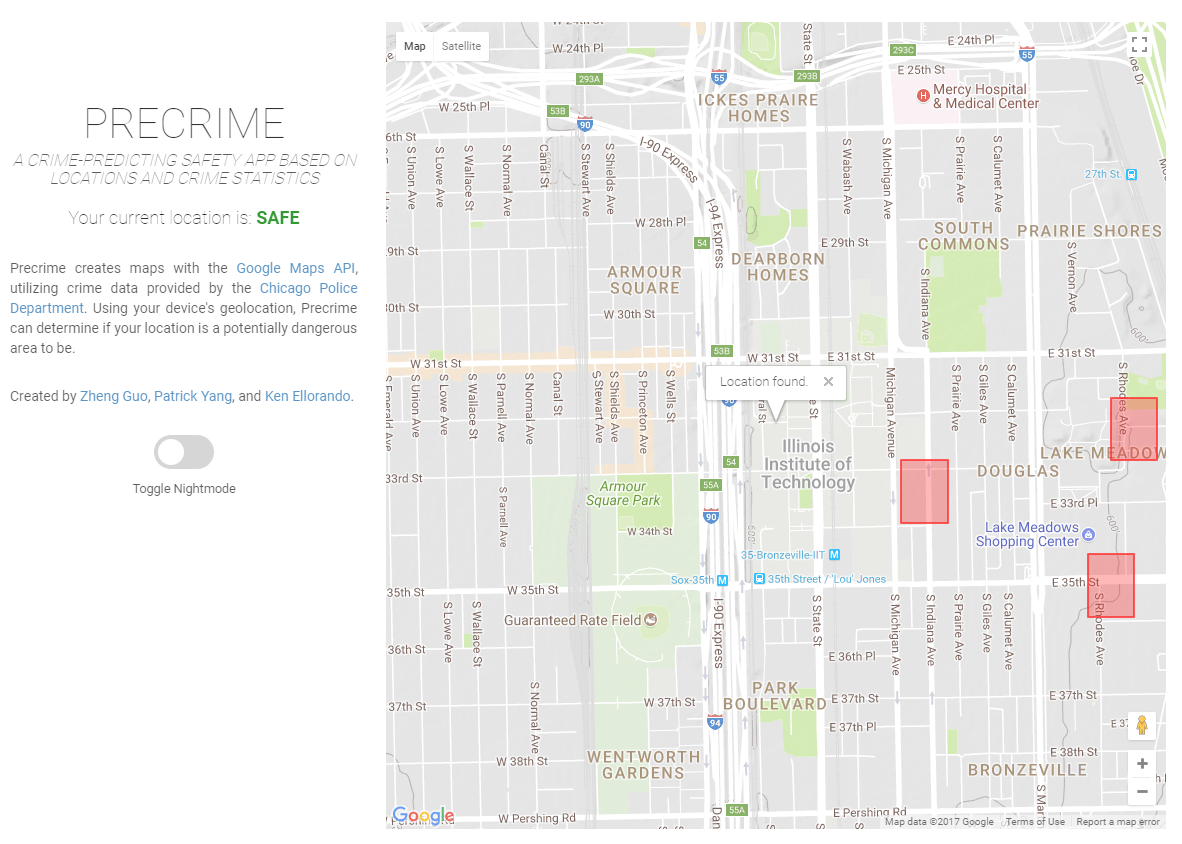 PRECRIME
A CRIME-PREDICTING SAFETY APP BASED ON
LOCATIONS AND CRIME STATISTICS
Your current location is: SAFE
Precrime creates maps with the Google Maps API,
utilizing crime data provided by the Chicago Police
Department. Using your device's geolocation, Precrime
can determine if your location is a potentially dangerous
area to be.
Created by Zheng Guo, Patrick Yang, and Ken Ellorando.
Toggle Nightmode
Map Satellite
W 24th Pl
State St
293C
E 24th Pl
55
293A
55
293B
E 25th St
W 25th Pl
53B
90
ICKES PRAIRE
HOMES
H
Mercy Hospital
& Medical Center
6th St
S Union Ave
S Lowe Ave
S Wallace St
S Normal Ave
Canal St
S Stewart Ave
S Shields Ave
I-90 Express
S Wabash Ave
S Michigan Ave
S Prairie Ave
S Calumet Ave
27th St.
I-94 Express
W 28th Pl
54
29th St
E 29th St
SOUTH
COMMONS
PRAIRIE SHORES
DEARBORN
HOMES
ARMOUR
SQUARE
S Vernon Ave
S Indiana Ave
30th St
W 30th St
600'
53B
W 31st St
W 31st St
E 31st St
E 31st St
Location found.
S Emerald Ave
S Union Ave
S Lowe Ave
S Wallace St
S Parnell Ave
S Normal Ave
Canal St
S Stewart Ave
S Shields Ave
S Princeton Ave
S Wells St
Michigan Avenue
S Prairie Ave
S Giles Ave
S Calumet Ave
S Rhodes Ave
Illinois
Institute of
Technology
54
55A
90
LAKE MEADOW
DOUGLAS
33rd St
Armour
Square Park
S Parnell Ave
E 33rd Pl
W 34th St
600'
600'
Lake Meadows
Shopping Center
35-Bronzeville-IIT M
Sox-35th M
35th Street / 'Lou' Jones
35th St
W 35th St
E 35th St
S Lowe Ave
S Wallace St
Guaranteed Rate Field
I-90 Express
S State St
S Michigan Ave
S Indiana Ave
S Prairie Ave
S Giles Ave
S Calumet Ave
S Rhodes Ave
36th St
E 36th Pl
S Normal Ave
PARK
BOULEVARD
37th St
W 37th St
E 37th St
E 37th St
94
E 37th Pl
W 38th St
WENTWORTH
GARDENS
E 38th St
BRONZEVILLE
Google
W Pershing Rd
55A
E Pershing Rd
Map data ©2017 Google Terms of Use Report a map error